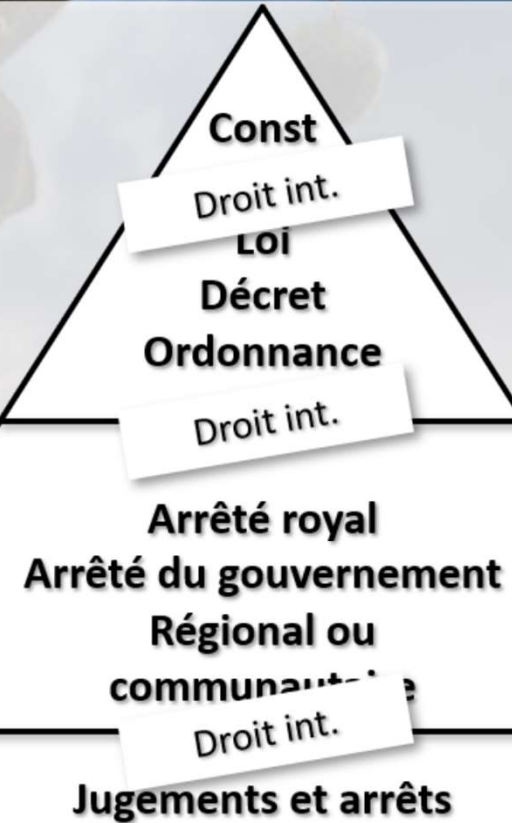 Const
Droit int.
Loi
Décret
Ordonnance
Droit int.
Arrêté royal
Arrêté du gouvernement
Régional ou
communautaire
Droit int.
Jugements et arrêts